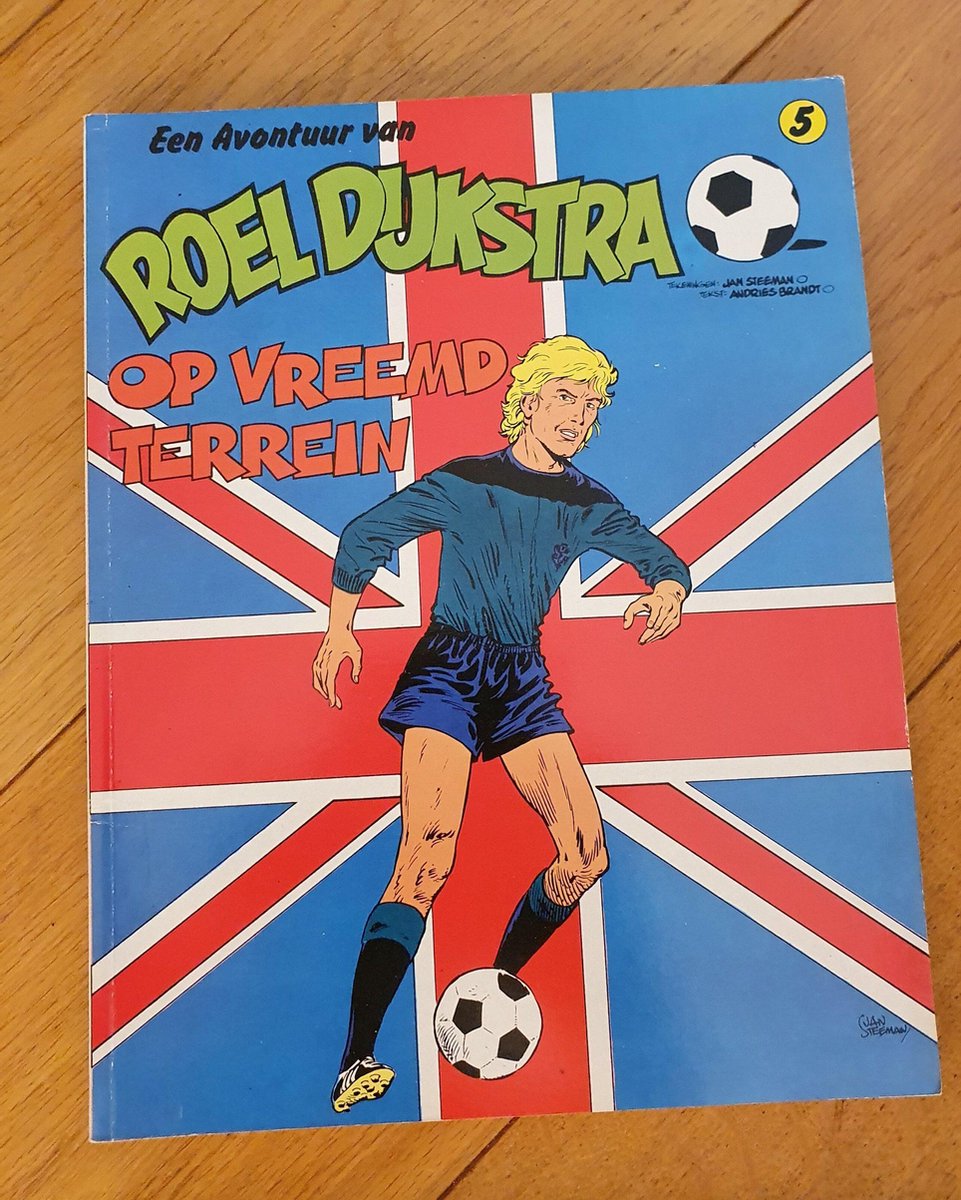 Een Avontuur van
5
ROEL DIJKSTRA
TEKENINGEN: JAN STEEMAN
TEKST: ANDRIES BRANDT
OP VREEMD
TERREIN
JAN
STEEMAN